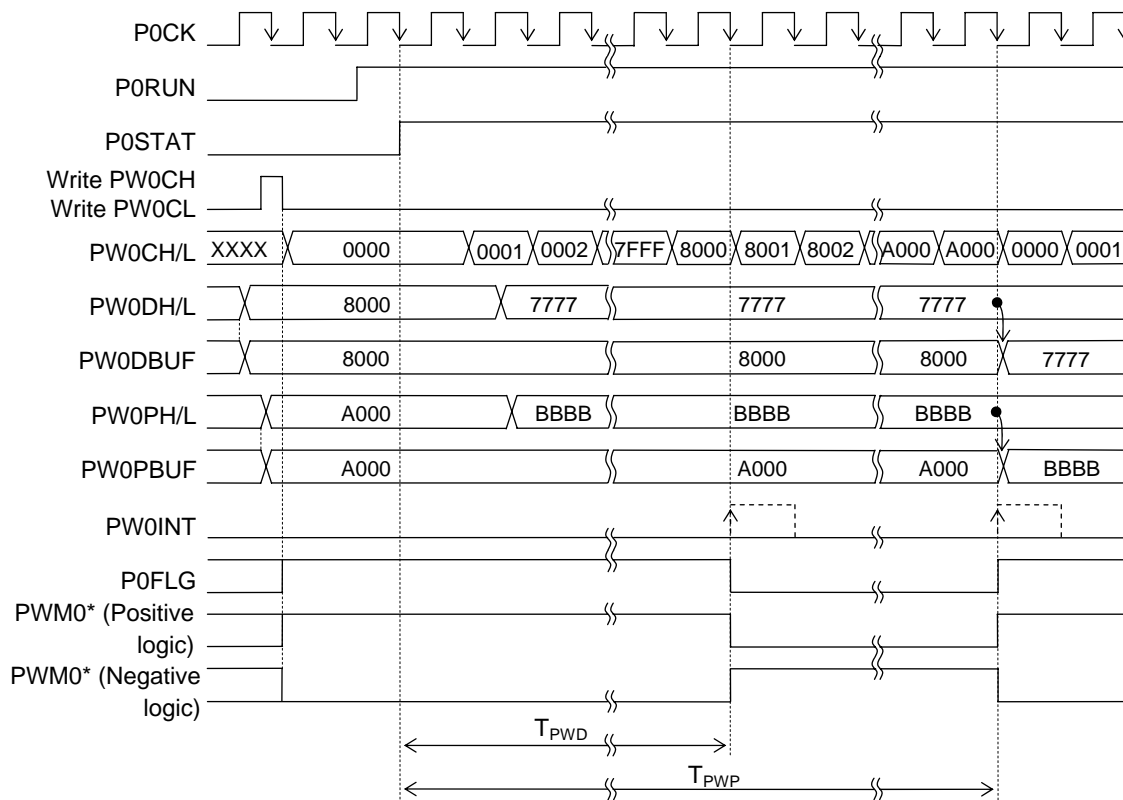 P0CK
P0RUN
P0STAT
Write PW0CH
Write PW0CL
PW0CH/L XXXX 0000 0001 0002 7FFF 8000 8001 8002 A000 A000 0000 0001
PW0DH/L 8000 7777 7777 7777
PW0DBUF 8000 8000 8000 7777
PW0PH/L A000 BBBB BBBB BBBB
PW0PBUF A000 A000 A000 BBBB
PW0INT
P0FLG
PWM0* (Positive
logic)
PWM0* (Negative
logic)
TPWD
TPWP